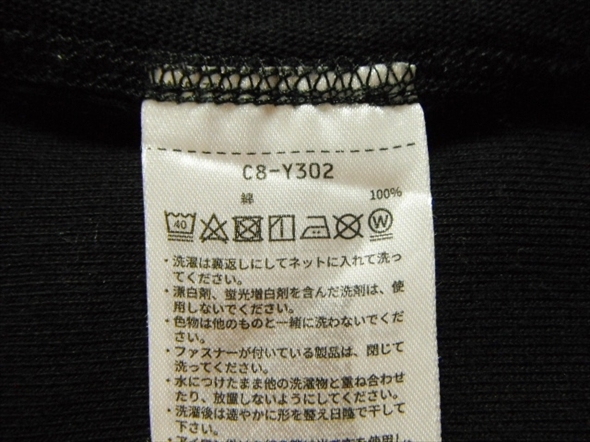 C8-Y302
綿 100%
40
W
・洗濯は裏返しにしてネットに入れて洗っ
てください。
・漂白剤、蛍光増白剤を含んだ洗剤は、使
用しないでください。
・色物は他のものと一緒に洗わないでくだ
さい。
・ファスナーが付いている製品は、閉じて
洗ってください。
・水につけたまま他の洗濯物と重ね合わせ
たり、放置しないようにしてください。
・洗濯後は速やかに形を整え日陰で干して
下さい。